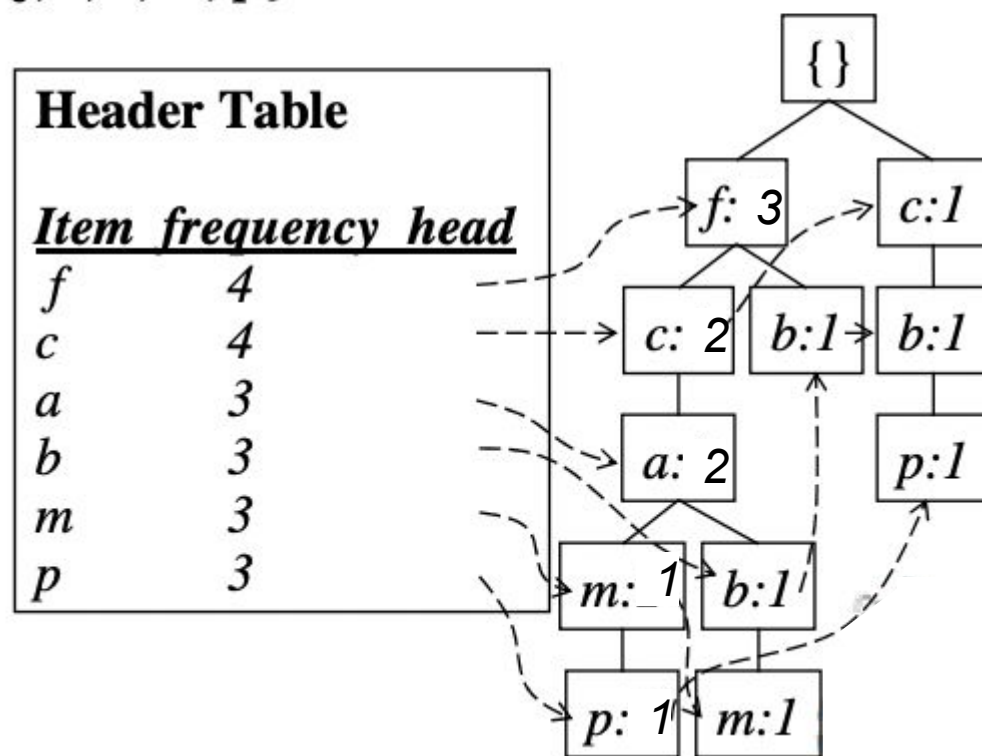 {}
Header Table
Item frequency head
f: 3
c:1
f 4
c 4
c: 2
b:1
b:1
a 3
b 3
a: 2
p:1
m 3
p 3
m:_1
b:1
p: 1
m:1